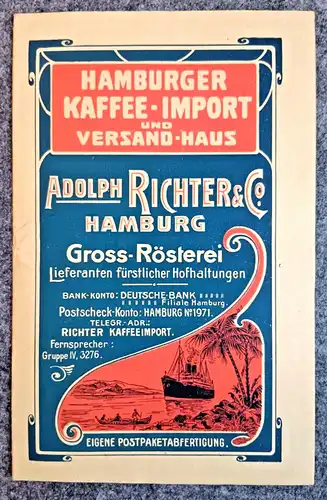 HAMBURGER
KAFFEE-IMPORT
UND
VERSAND-HAUS
ADOLPH RICHTER & Co.
HAMBURG
Gross-Rösterei
Lieferanten fürstlicher Hofhaltungen
BANK-KONTO: DEUTSCHE-BANK
Filiale Hamburg.
Postscheck-Konto: HAMBURG No 1971.
TELEGR.-ADR.:
RICHTER KAFFEEIMPORT.
Fernsprecher:
Gruppe IV, 3276.
EIGENE POSTPAKETABFERTIGUNG.